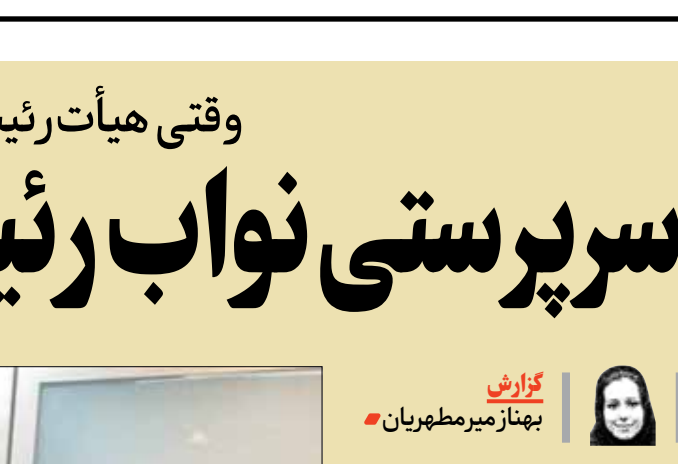 وقتی هیأت‌رئی
سرپرستی نواب رئی
گزارش
بهناز میرمطهریان